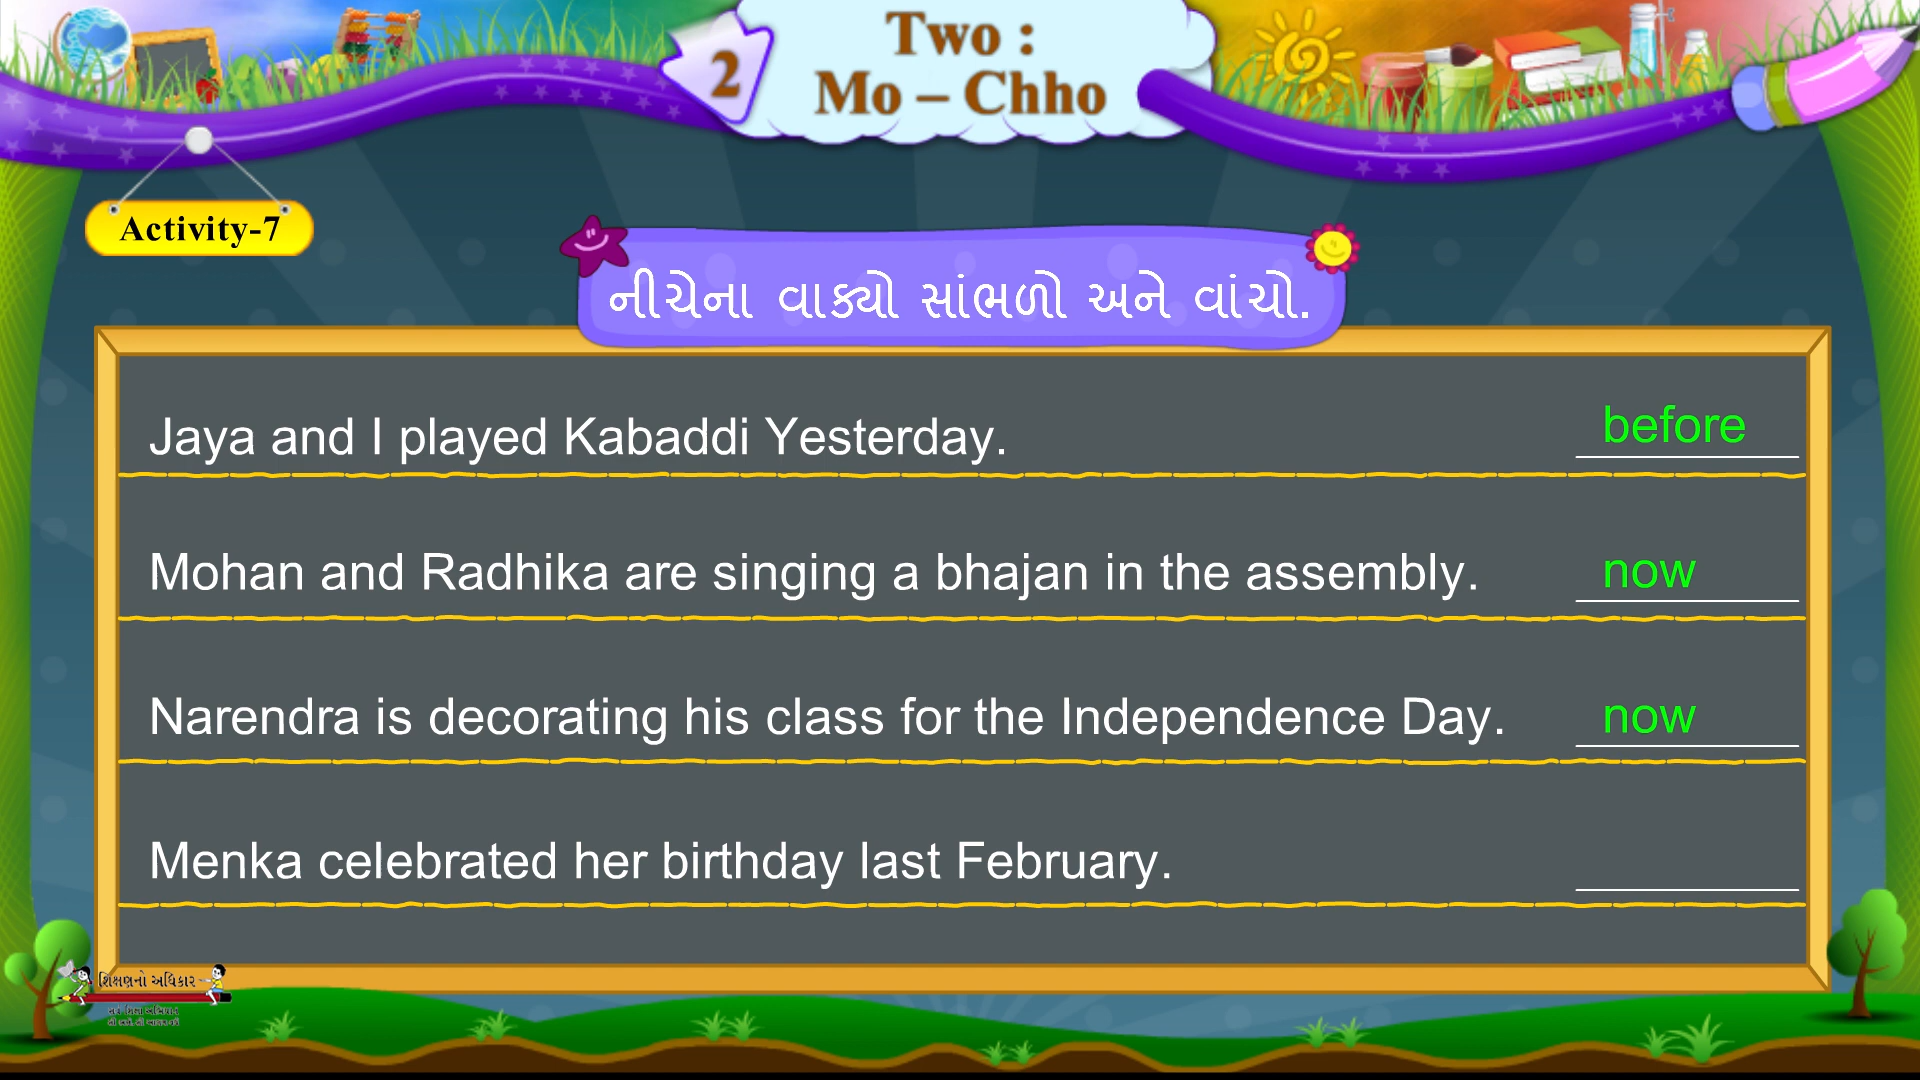 Two :
2
Mo – Chho
Activity-7
નીચેના વાક્યો સાંભળો અને વાંચો.
Jaya and I played Kabaddi Yesterday. before
Mohan and Radhika are singing a bhajan in the assembly. now
Narendra is decorating his class for the Independence Day. now
Menka celebrated her birthday last February.
શિક્ષણનો અધિકાર